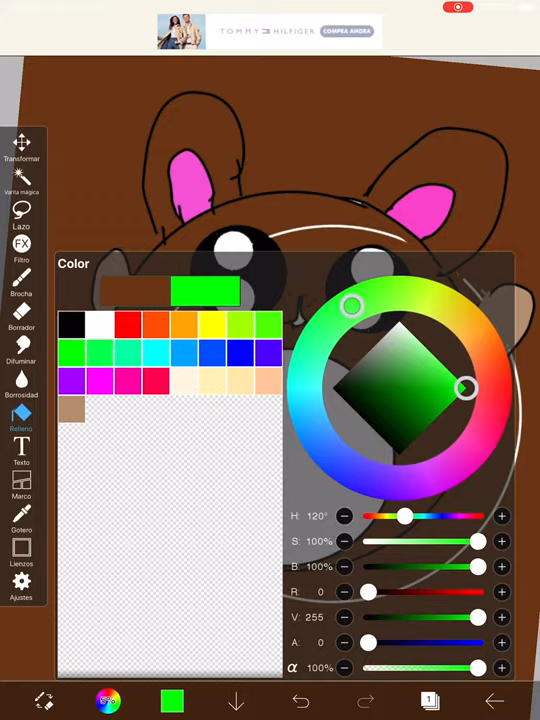 TOMMY HILFIGER COMPRA AHORA
Color
Transformar
Varita mágica
Lazo
FX
Filtro
Brocha
Borrador
Difuminar
Borrosidad
Relleno
T
Texto
Marco
Gotero
Lienzos
Ajustes
H: 120°
S: 100%
B: 100%
R: 0
V: 255
A: 0
α 100%
1